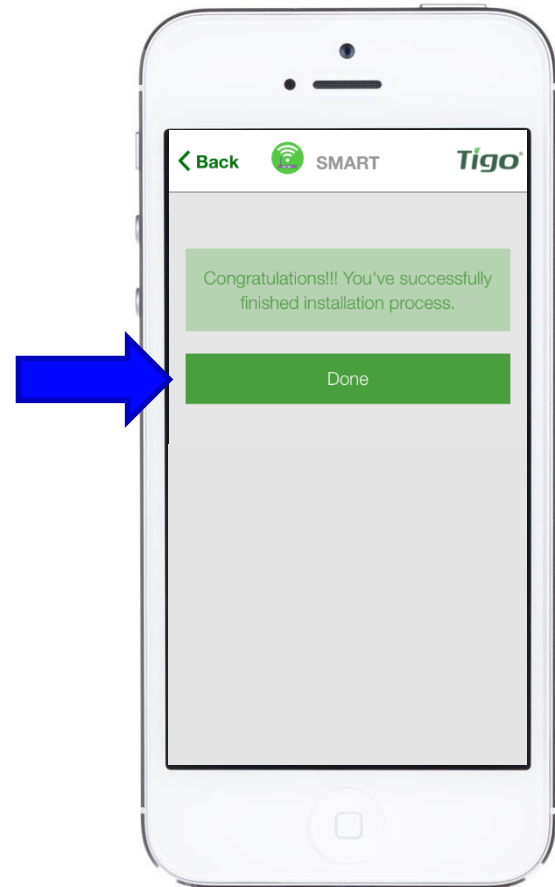 Back SMART Tigo®
Congratulations!!! You've successfully
finished installation process.
Done